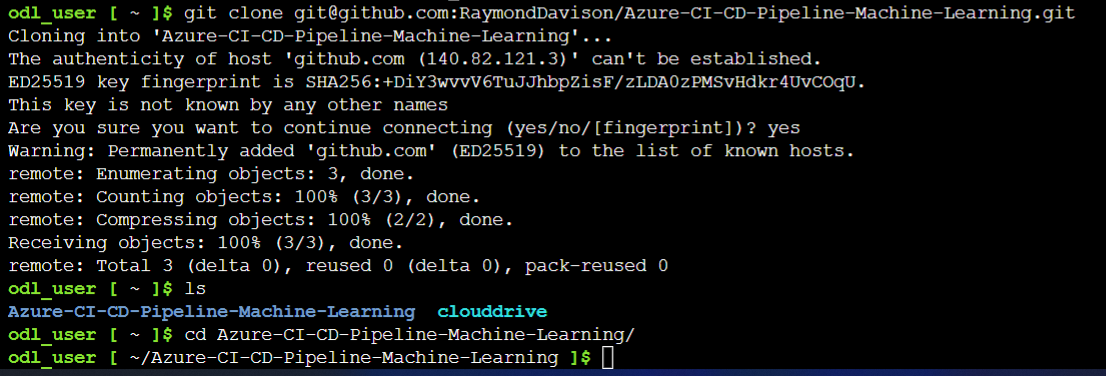 odl_user [ ~ ]$ git clone git@github.com:RaymondDavison/Azure-CI-CD-Pipeline-Machine-Learning.git
Cloning into 'Azure-CI-CD-Pipeline-Machine-Learning'...
The authenticity of host 'github.com (140.82.121.3)' can't be established.
ED25519 key fingerprint is SHA256:+DiY3wvvV6TuJJhbpZisF/zLDA0zPMSvHdkr4UvCOqU.
This key is not known by any other names
Are you sure you want to continue connecting (yes/no/[fingerprint])? yes
Warning: Permanently added 'github.com' (ED25519) to the list of known hosts.
remote: Enumerating objects: 3, done.
remote: Counting objects: 100% (3/3), done.
remote: Compressing objects: 100% (2/2), done.
Receiving objects: 100% (3/3), done.
remote: Total 3 (delta 0), reused 0 (delta 0), pack-reused 0
odl_user [ ~ ]$ ls
Azure-CI-CD-Pipeline-Machine-Learning  clouddrive
odl_user [ ~ ]$ cd Azure-CI-CD-Pipeline-Machine-Learning/
odl_user [ ~/Azure-CI-CD-Pipeline-Machine-Learning ]$